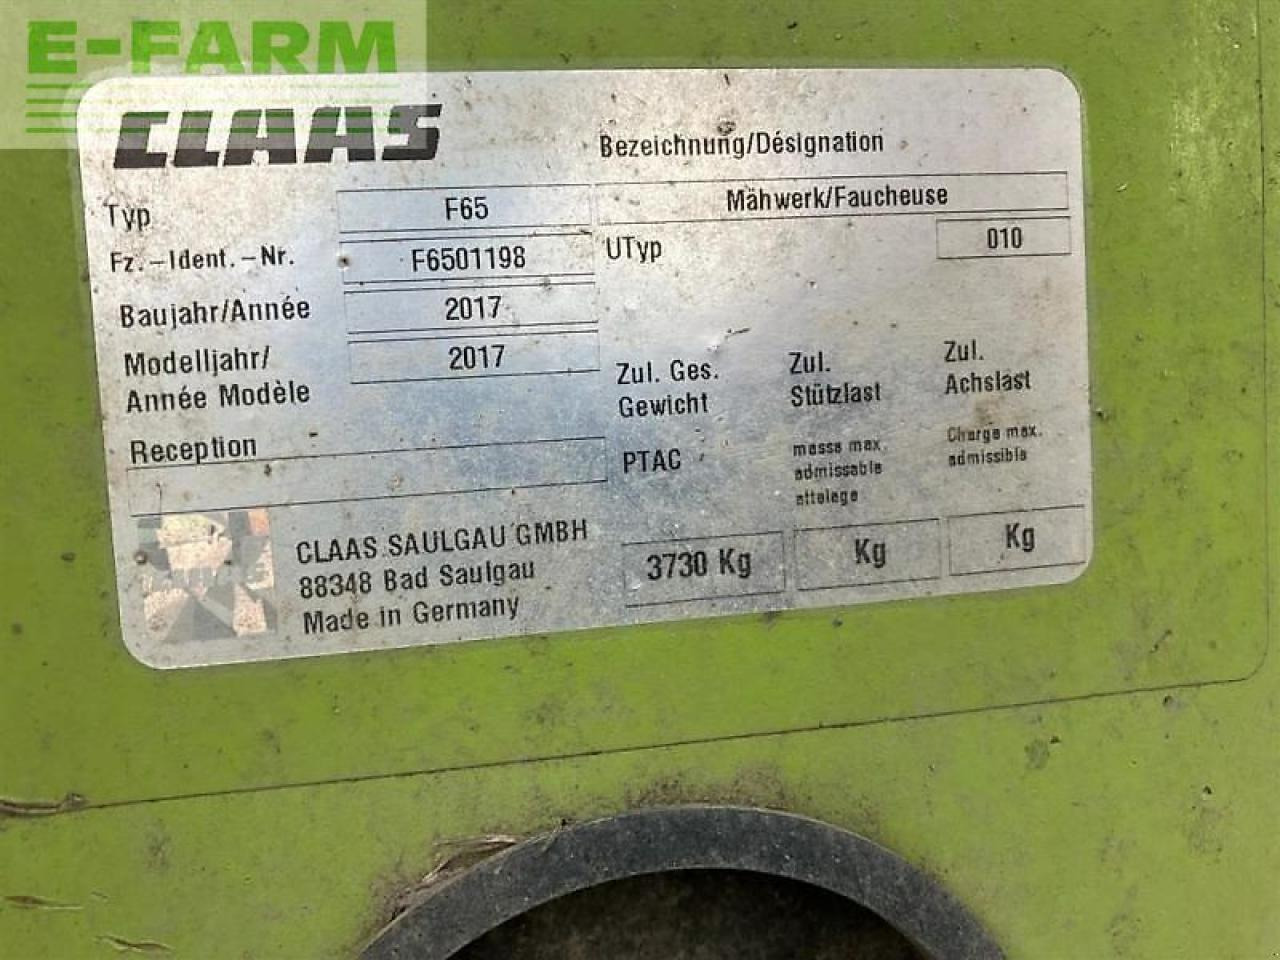 E-FARM
CLAAS
Bezeichnung/Désignation
Typ F65 Mähwerk/Faucheuse
Fz.-Ident.-Nr. F6501198 UTyp 010
Baujahr/Année 2017
Modelljahr/ 2017
Année Modèle
Zul. Ges. Zul. Zul.
Gewicht Stützlast Achslast
Reception
PTAC massa max. Charge max.
admissable admissible
attelage
3730 Kg Kg Kg
CLAAS SAULGAU GMBH
88348 Bad Saulgau
Made in Germany